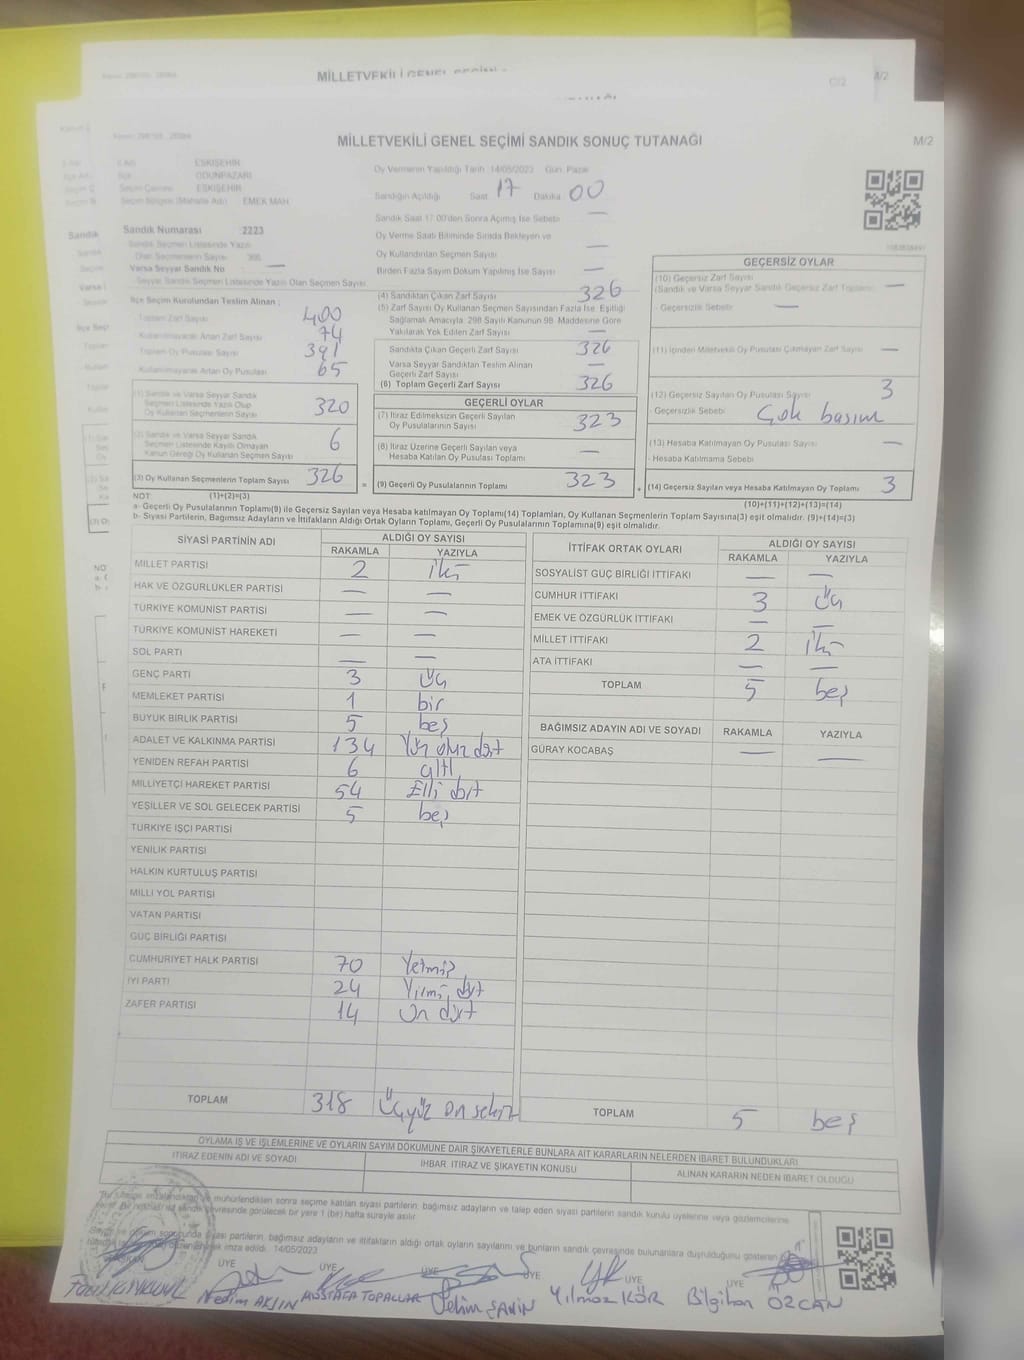 MİLLETVEKİLİ GENEL SEÇİMİ SANDIK SONUÇ TUTANAĞI
M/2
ESKİŞEHİR
ODUNPAZARI
ESKİŞEHİR
Seçim Bölgesi (Mahalle Adı) EMEK MAH
Sandık Numarası 2223
Sandık Seçmen Listesinde Yazılı
Olan Seçmenlerin Sayısı
Varsa Seyyar Sandık No —
Seyyar Sandık Seçmen Listesinde Yazılı Olan Seçmen Sayısı
İlçe Seçim Kurulundan Teslim Alınan :
Toplam Zarf Sayısı 400
Kullanılmayarak Artan Zarf Sayısı 74
Toplam Oy Pusulası Sayısı 391
Kullanılmayarak Artan Oy Pusulası 65
(1) Sandık ve Varsa Seyyar Sandık
Seçmen Listesinde Yazılı Olup
Oy Kullanan Seçmenlerin Sayısı 320
(2) Sandık ve Varsa Seyyar Sandık
Seçmen Listesinde Kayıtlı Olmayan
Kanun Gereği Oy Kullanan Seçmen Sayısı 6
(3) Oy Kullanan Seçmenlerin Toplam Sayısı 326
Oy Vermenin Yapıldığı Tarih 14/05/2023 Gün: Pazar
Sandığın Açıldığı Saat 17 Dakika 00
Sandık Saat 17.00'den Sonra Açılmış İse Sebebi —
Oy Verme Saati Bitiminde Sırada Bekleyen ve
Oy Kullandırılan Seçmen Sayısı —
Birden Fazla Sayım Döküm Yapılmış İse Sayısı —
(4) Sandıktan Çıkan Zarf Sayısı 326
(5) Zarf Sayısı Oy Kullanan Seçmen Sayısından Fazla İse, Eşitliği
Sağlamak Amacıyla; 298 Sayılı Kanunun 98. Maddesine Göre
Yakılarak Yok Edilen Zarf Sayısı —
Sandıkta Çıkan Geçerli Zarf Sayısı 326
Varsa Seyyar Sandıktan Teslim Alınan
Geçerli Zarf Sayısı —
(6) Toplam Geçerli Zarf Sayısı 326
GEÇERLİ OYLAR
(7) İtiraz Edilmeksizin Geçerli Sayılan
Oy Pusulalarının Sayısı 323
(8) İtiraz Üzerine Geçerli Sayılan veya
Hesaba Katılan Oy Pusulası Toplamı —
= (9) Geçerli Oy Pusulalarının Toplamı 323
GEÇERSİZ OYLAR
(10) Geçersiz Zarf Sayısı
(Sandık ve Varsa Seyyar Sandık Geçersiz Zarf Toplamı) —
Geçersizlik Sebebi —
(11) İçinden Milletvekili Oy Pusulası Çıkmayan Zarf Sayısı —
(12) Geçersiz Sayılan Oy Pusulası Sayısı 3
- Geçersizlik Sebebi Çok basım
(13) Hesaba Katılmayan Oy Pusulası Sayısı —
- Hesaba Katılmama Sebebi
+ (14) Geçersiz Sayılan veya Hesaba Katılmayan Oy Toplamı 3
NOT: (1)+(2)=(3) (10)+(11)+(12)+(13)=(14)
a- Geçerli Oy Pusulalarının Toplamı(9) ile Geçersiz Sayılan veya Hesaba katılmayan Oy Toplamı(14) Toplamları, Oy Kullanan Seçmenlerin Toplam Sayısına(3) eşit olmalıdır. (9)+(14)=(3)
b- Siyasi Partilerin, Bağımsız Adayların ve İttifakların Aldığı Ortak Oyların Toplamı, Geçerli Oy Pusulalarının Toplamına(9) eşit olmalıdır.
SİYASİ PARTİNİN ADI ALDIĞI OY SAYISI
RAKAMLA YAZIYLA
MİLLET PARTİSİ 2 iki
HAK VE ÖZGÜRLÜKLER PARTİSİ — —
TÜRKİYE KOMÜNİST PARTİSİ — —
TÜRKİYE KOMÜNİST HAREKETİ — —
SOL PARTİ — —
GENÇ PARTİ 3 üç
MEMLEKET PARTİSİ 1 bir
BÜYÜK BİRLİK PARTİSİ 5 beş
ADALET VE KALKINMA PARTİSİ 134 Yüz otuz dört
YENİDEN REFAH PARTİSİ 6 altı
MİLLİYETÇİ HAREKET PARTİSİ 54 Elli dört
YEŞİLLER VE SOL GELECEK PARTİSİ 5 beş
TÜRKİYE İŞÇİ PARTİSİ
YENİLİK PARTİSİ
HALKIN KURTULUŞ PARTİSİ
MİLLİ YOL PARTİSİ
VATAN PARTİSİ
GÜÇ BİRLİĞİ PARTİSİ
CUMHURİYET HALK PARTİSİ 70 Yetmiş
İYİ PARTİ 24 Yirmi dört
ZAFER PARTİSİ 14 On dört
TOPLAM 318 Üçyüz on sekiz
İTTİFAK ORTAK OYLARI ALDIĞI OY SAYISI
RAKAMLA YAZIYLA
SOSYALİST GÜÇ BİRLİĞİ İTTİFAKI — —
CUMHUR İTTİFAKI 3 Üç
EMEK VE ÖZGÜRLÜK İTTİFAKI — —
MİLLET İTTİFAKI 2 iki
ATA İTTİFAKI — —
TOPLAM 5 beş
BAĞIMSIZ ADAYIN ADI VE SOYADI RAKAMLA YAZIYLA
GÜRAY KOCABAŞ — —
TOPLAM 5 beş
OYLAMA İŞ VE İŞLEMLERİNE VE OYLARIN SAYIM DÖKÜMÜNE DAİR ŞİKAYETLERLE BUNLARA AİT KARARLARIN NELERDEN İBARET BULUNDUKLARI
İTİRAZ EDENİN ADI VE SOYADI İHBAR İTİRAZ VE ŞİKAYETİN KONUSU ALINAN KARARIN NEDEN İBARET OLDUĞU
mühürlendikten sonra seçime katılan siyasi partilerin, bağımsız adayların ve talep eden siyasi partilerin sandık kurulu üyelerine veya gözlemcilerine
çevresinde görülecek bir yere 1 (bir) hafta süreyle asılır
siyasi partilerin, bağımsız adayların ve ittifakların aldığı ortak oyların sayılarını ve bunların sandık çevresinde bulunanlara duyurulduğunu gösteren
imza edildi. 14/05/2023
BAŞKAN ÜYE ÜYE ÜYE ÜYE ÜYE ÜYE
Nedim AKSIN MUSTAFA TOPALLAR Selim ŞAHİN Yılmaz KÖR Bilgihan ÖZCAN